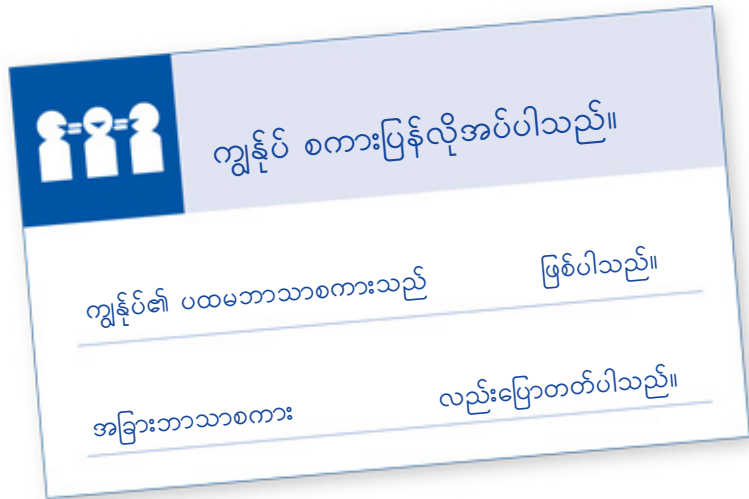 ကျွန်ုပ် စကားပြန်လိုအပ်ပါသည်။
ကျွန်ုပ်၏ ပထမဘာသာစကားသည် ဖြစ်ပါသည်။
အခြားဘာသာစကား လည်းပြောတတ်ပါသည်။